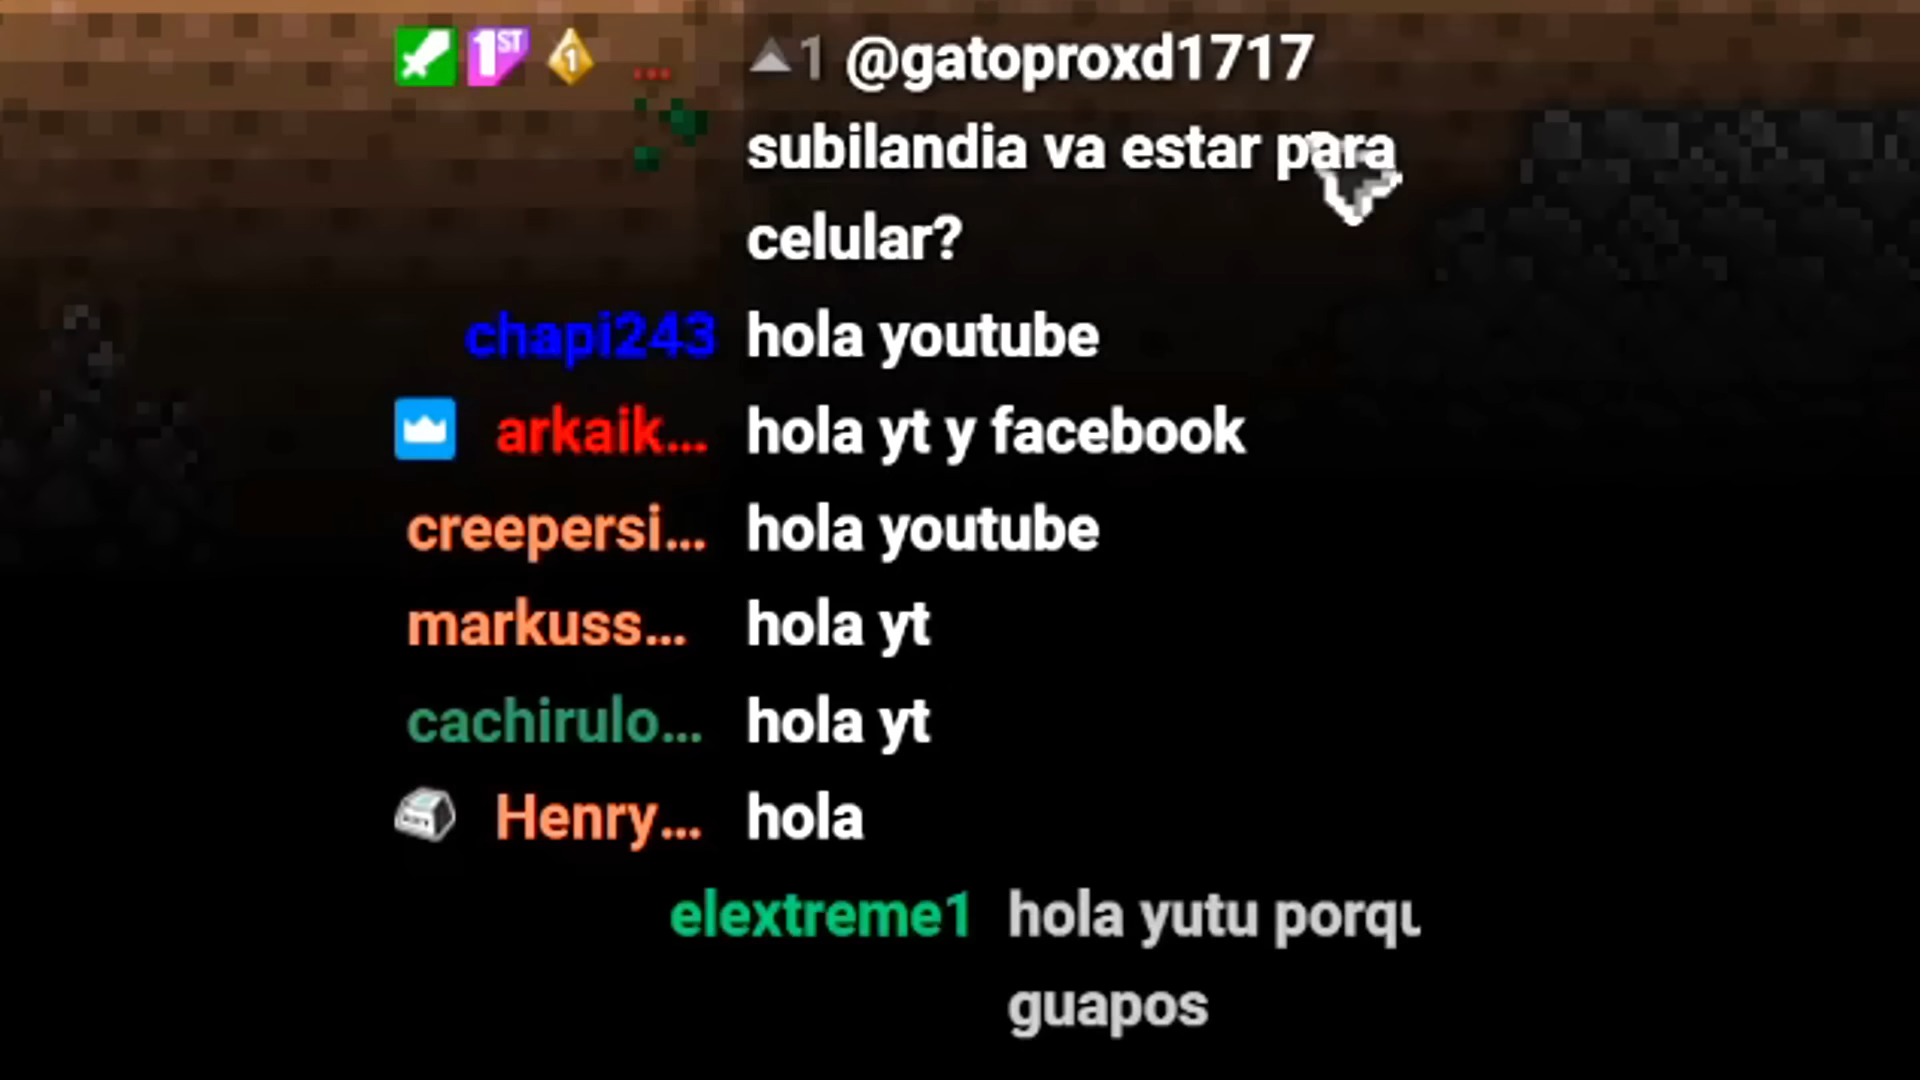 1ST 1 ... 1 @gatoproxd1717
subilandia va estar para
celular?
chapi243 hola youtube
arkaik... hola yt y facebook
creepersi... hola youtube
markuss... hola yt
cachirulo... hola yt
Henry... hola
elextreme1 hola yutu
guapos